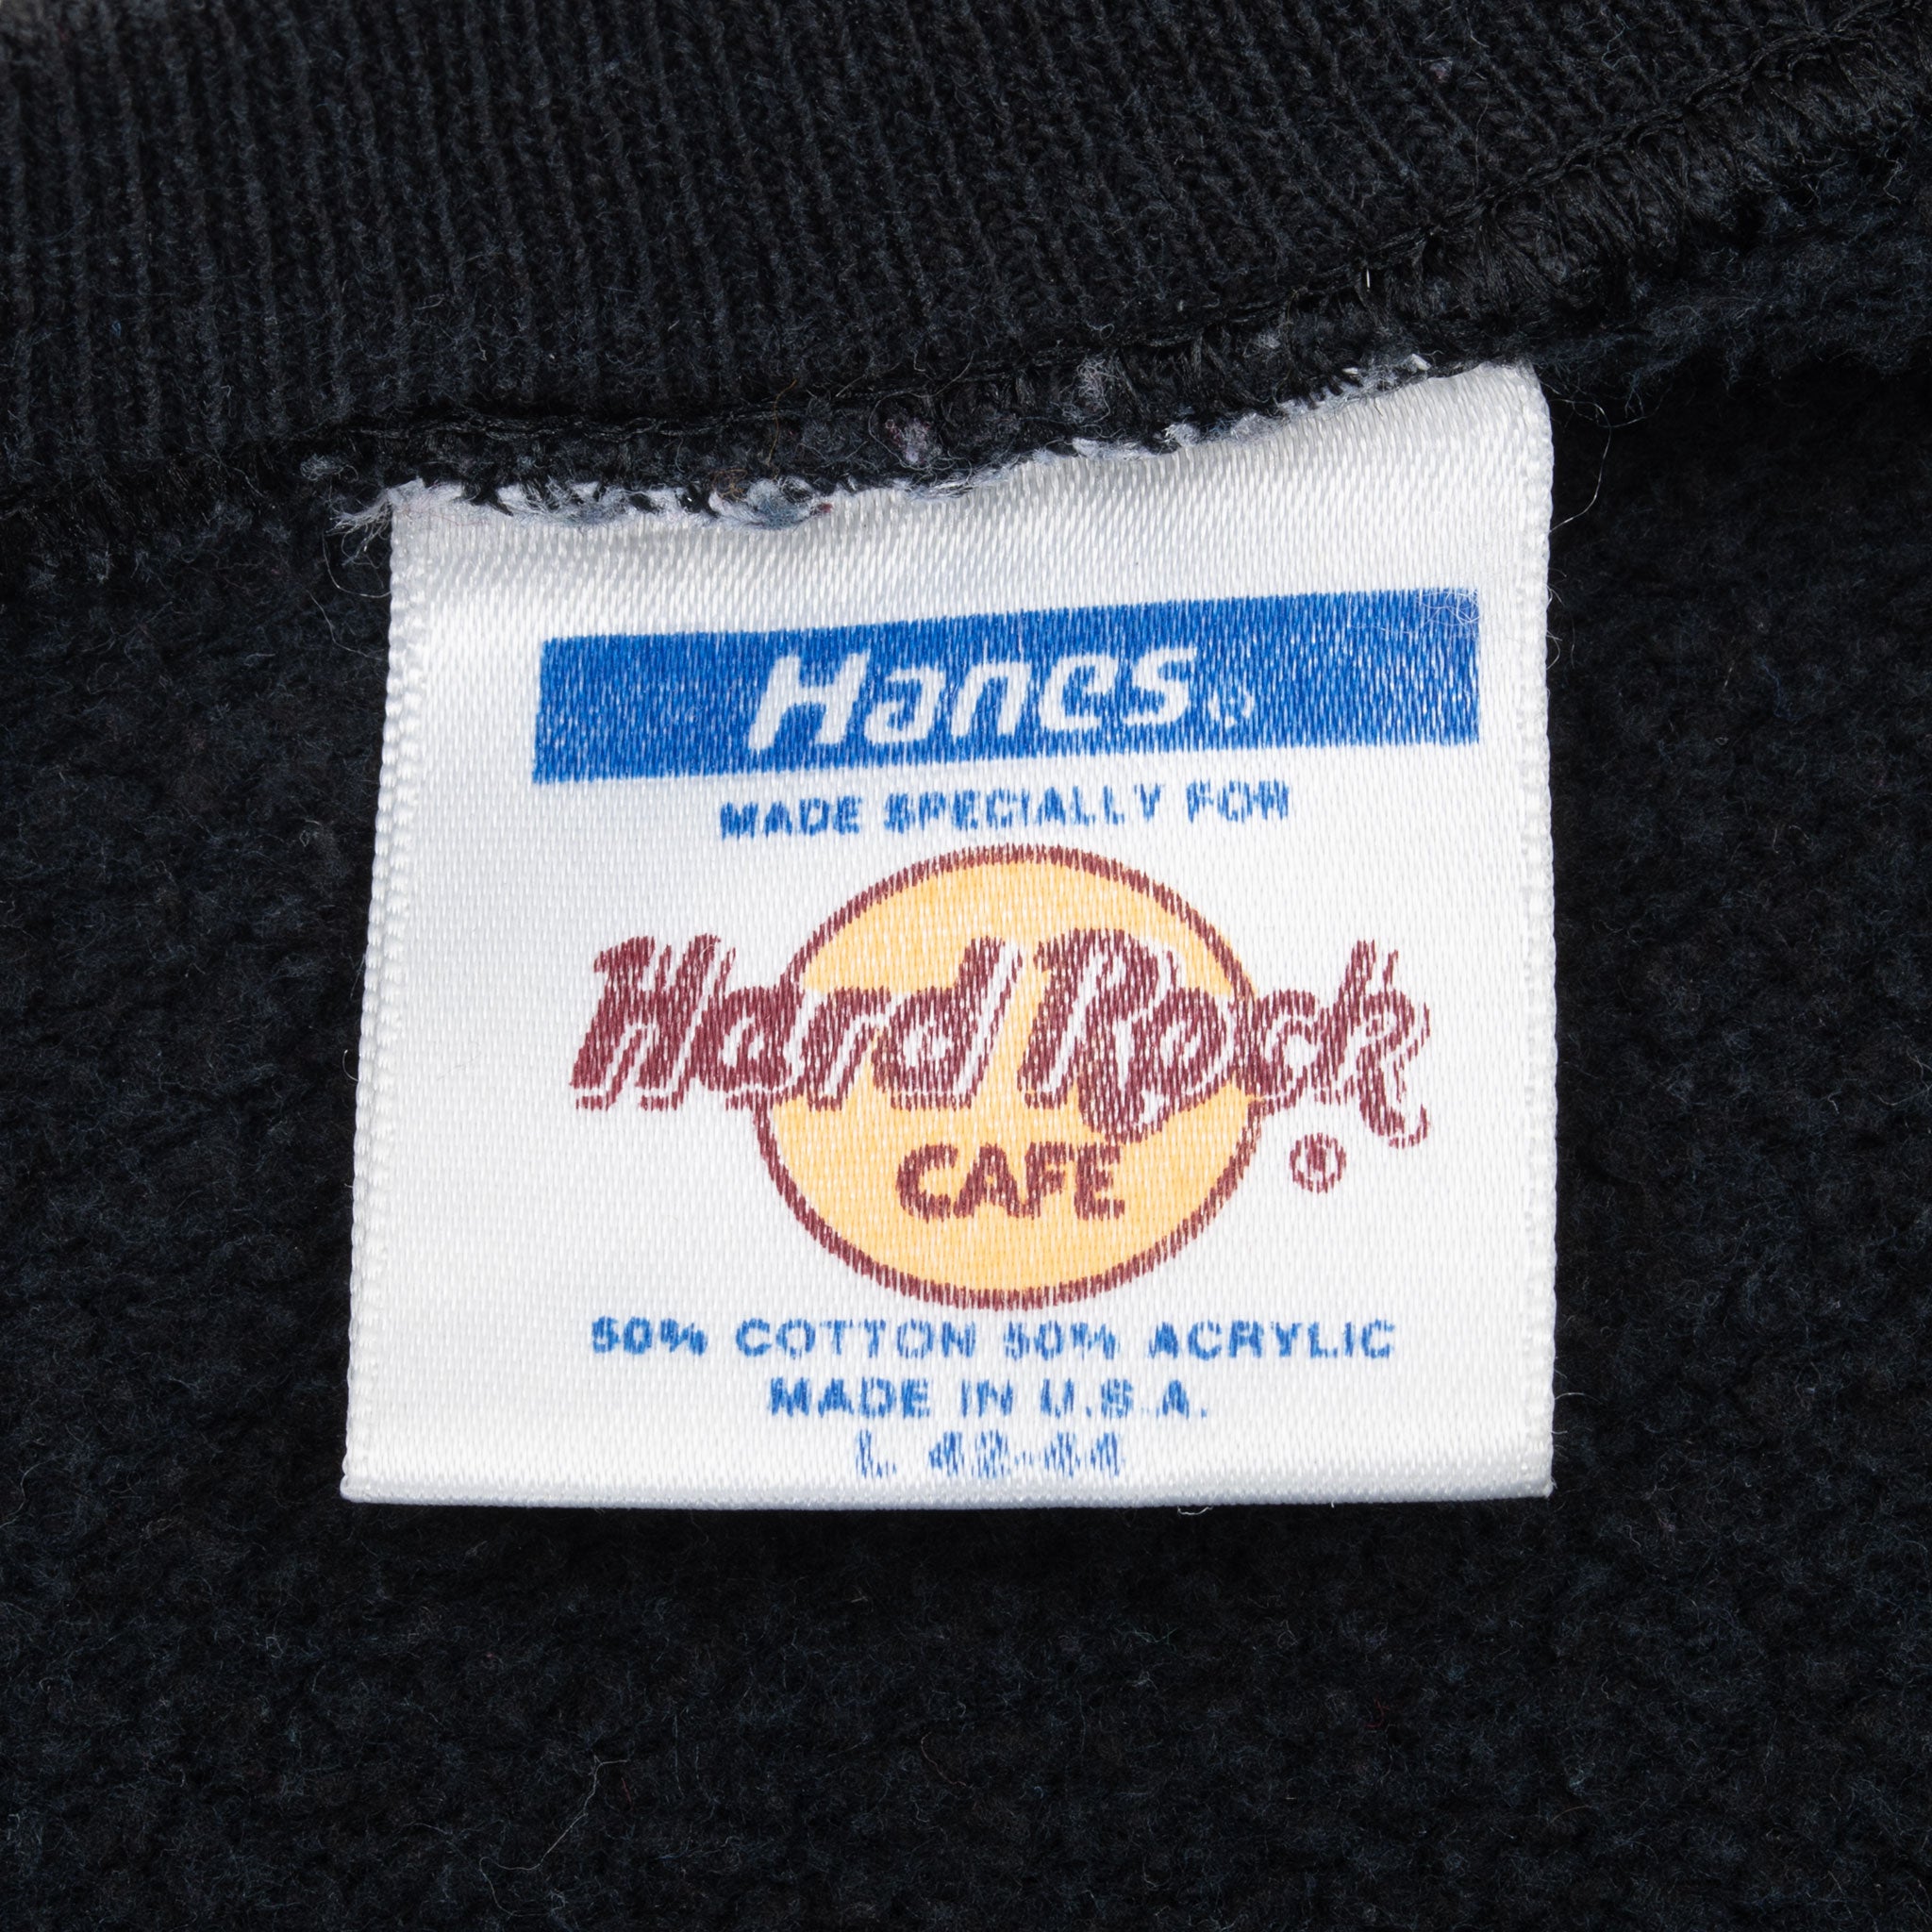 Hanes®
MADE SPECIALLY FOR
Hard Rock
CAFE
®
50% COTTON 50% ACRYLIC
MADE IN U.S.A.
L 42-44